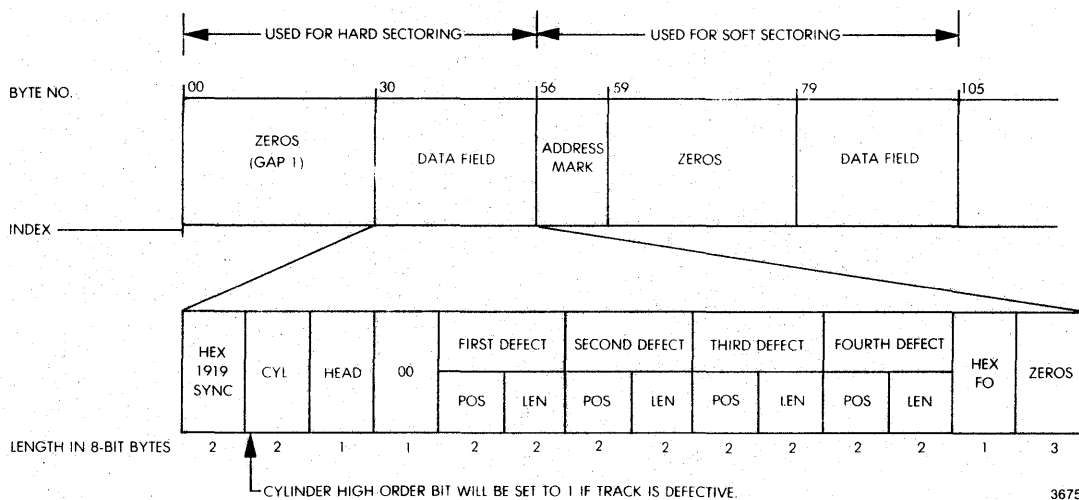 USED FOR HARD SECTORING
USED FOR SOFT SECTORING
BYTE NO.
00
30
56
59
79
105
ZEROS
(GAP 1)
DATA FIELD
ADDRESS
MARK
ZEROS
DATA FIELD
INDEX
HEX
1919
SYNC
CYL
HEAD
00
FIRST DEFECT
SECOND DEFECT
THIRD DEFECT
FOURTH DEFECT
POS
LEN
POS
LEN
POS
LEN
POS
LEN
HEX
FO
ZEROS
LENGTH IN 8-BIT BYTES
2
2
1
1
2
2
2
2
2
2
2
2
1
3
CYLINDER HIGH ORDER BIT WILL BE SET TO 1 IF TRACK IS DEFECTIVE.
3675